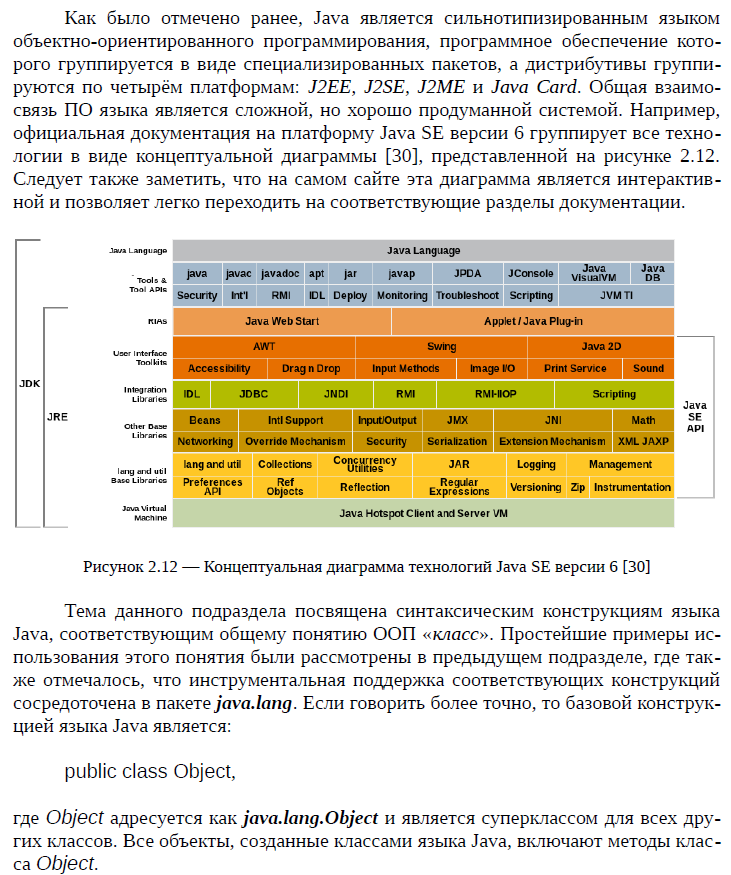 Как было отмечено ранее, Java является сильнотипизированным языком
объектно-ориентированного программирования, программное обеспечение кото-
рого группируется в виде специализированных пакетов, а дистрибутивы группи-
руются по четырём платформам: J2EE, J2SE, J2ME и Java Card. Общая взаимо-
связь ПО языка является сложной, но хорошо продуманной системой. Например,
официальная документация на платформу Java SE версии 6 группирует все техно-
логии в виде концептуальной диаграммы [30], представленной на рисунке 2.12.
Следует также заметить, что на самом сайте эта диаграмма является интерактив-
ной и позволяет легко переходить на соответствующие разделы документации.
Java Language Java Language
Tools &
Tool APIs
java javac javadoc apt jar javap JPDA JConsole Java VisualVM Java DB
Security Int'l RMI IDL Deploy Monitoring Troubleshoot Scripting JVM TI
RIAs Java Web Start Applet / Java Plug-in
User Interface
Toolkits
AWT Swing Java 2D
Accessibility Drag n Drop Input Methods Image I/O Print Service Sound
Integration
Libraries
IDL JDBC JNDI RMI RMI-IIOP Scripting
Other Base
Libraries
Beans Intl Support Input/Output JMX JNI Math
Networking Override Mechanism Security Serialization Extension Mechanism XML JAXP
lang and util
Base Libraries
lang and util Collections Concurrency Utilities JAR Logging Management
Preferences API Ref Objects Reflection Regular Expressions Versioning Zip Instrumentation
Java Virtual
Machine
Java Hotspot Client and Server VM
JDK
JRE
Java
SE
API
Рисунок 2.12 — Концептуальная диаграмма технологий Java SE версии 6 [30]
Тема данного подраздела посвящена синтаксическим конструкциям языка
Java, соответствующим общему понятию ООП «класс». Простейшие примеры ис-
пользования этого понятия были рассмотрены в предыдущем подразделе, где так-
же отмечалось, что инструментальная поддержка соответствующих конструкций
сосредоточена в пакете java.lang. Если говорить более точно, то базовой конструк-
цией языка Java является:
public class Object,
где Object адресуется как java.lang.Object и является суперклассом для всех дру-
гих классов. Все объекты, созданные классами языка Java, включают методы клас-
са Object.